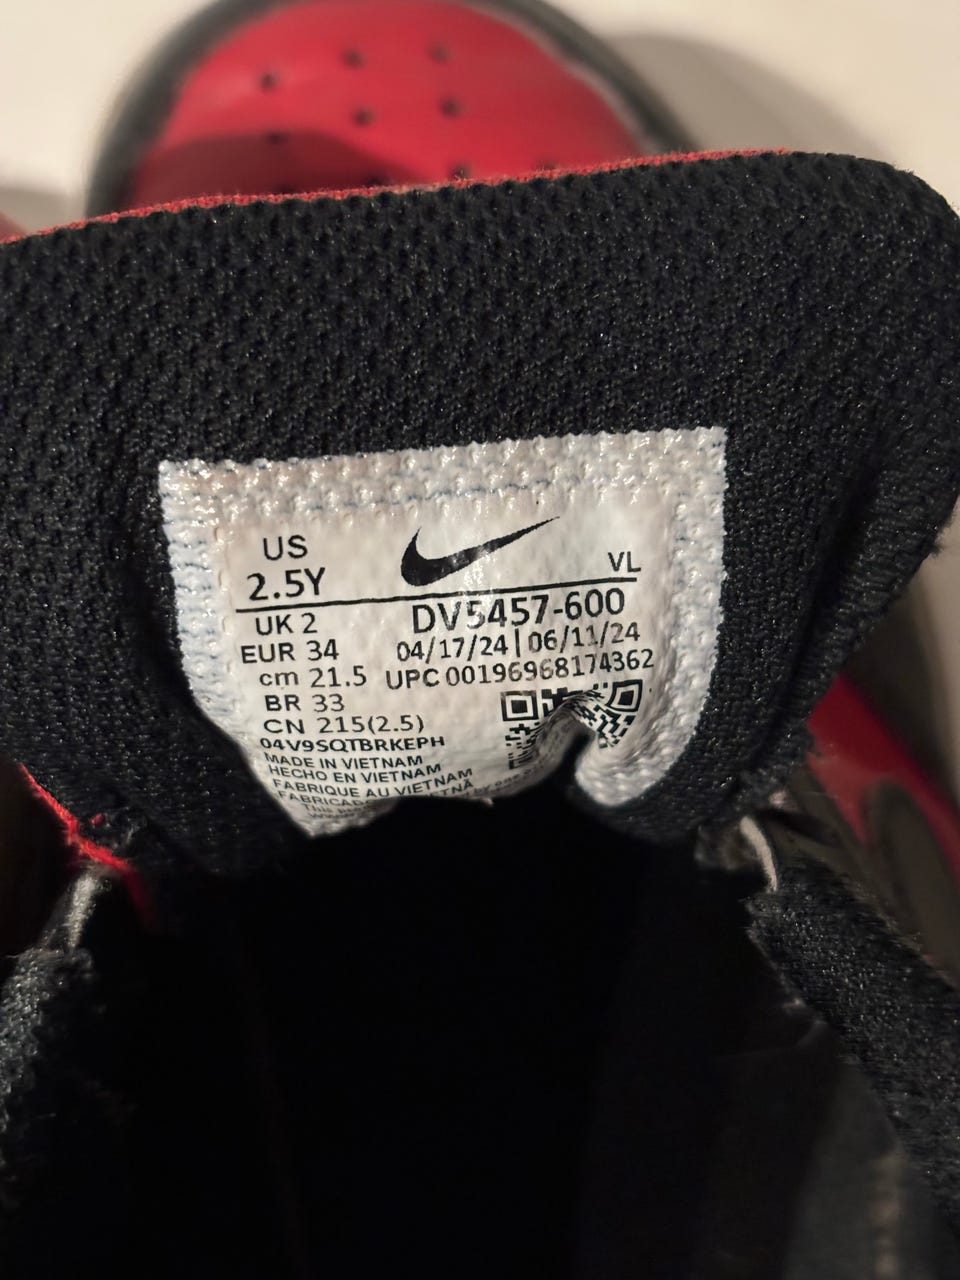 US
2.5Y
VL
UK 2
DV5457-600
EUR 34
04/17/24 | 06/11/24
cm 21.5
UPC 00196968174362
BR 33
CN 215(2.5)
04V9SQTBRKEPH
MADE IN VIETNAM
HECHO EN VIETNAM
FABRIQUE AU VIETNAM